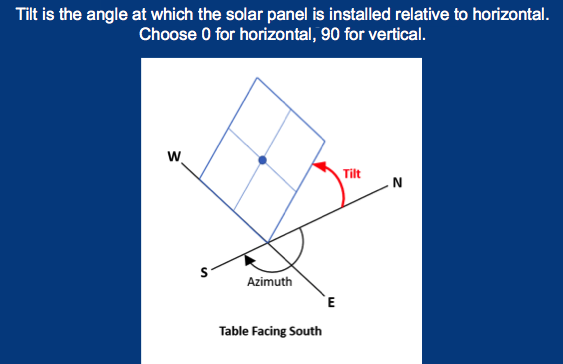 Tilt is the angle at which the solar panel is installed relative to horizontal.
Choose 0 for horizontal, 90 for vertical.
W
Tilt
N
S
Azimuth
E
Table Facing South